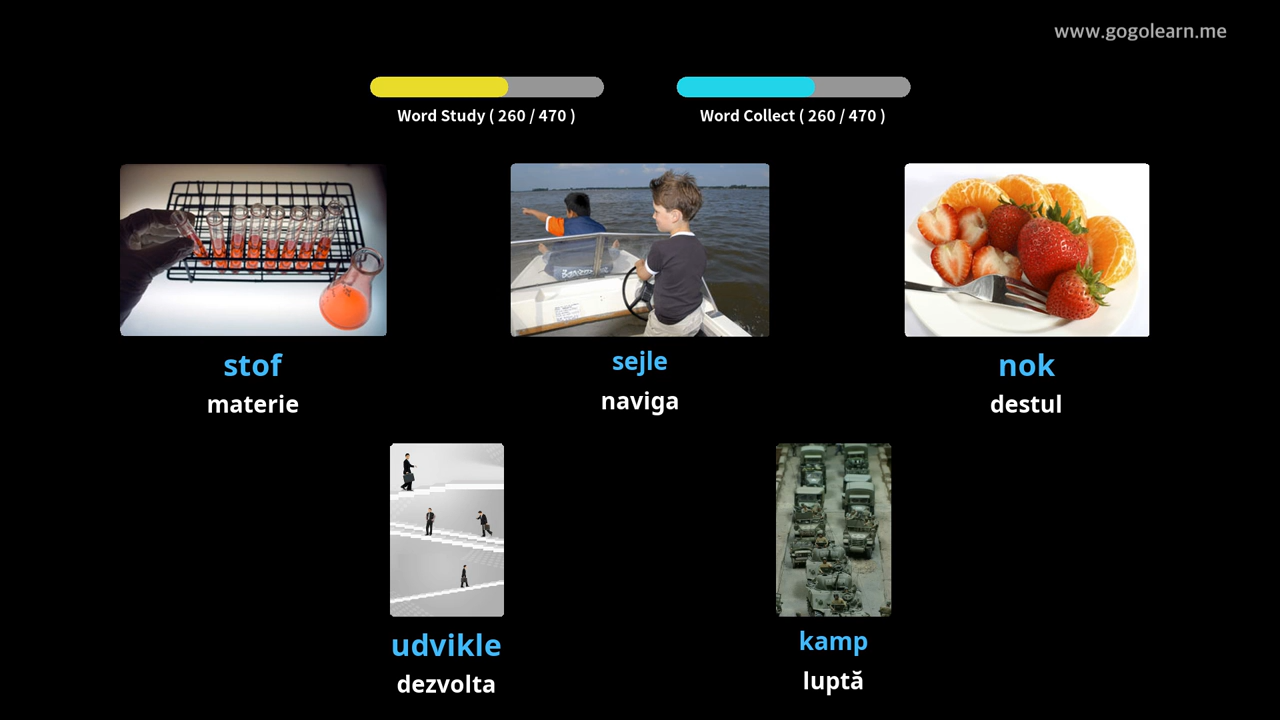 www.gogolearn.me
Word Study ( 260 / 470 )
Word Collect ( 260 / 470 )
stof
materie
sejle
naviga
nok
destul
udvikle
dezvolta
kamp
luptă